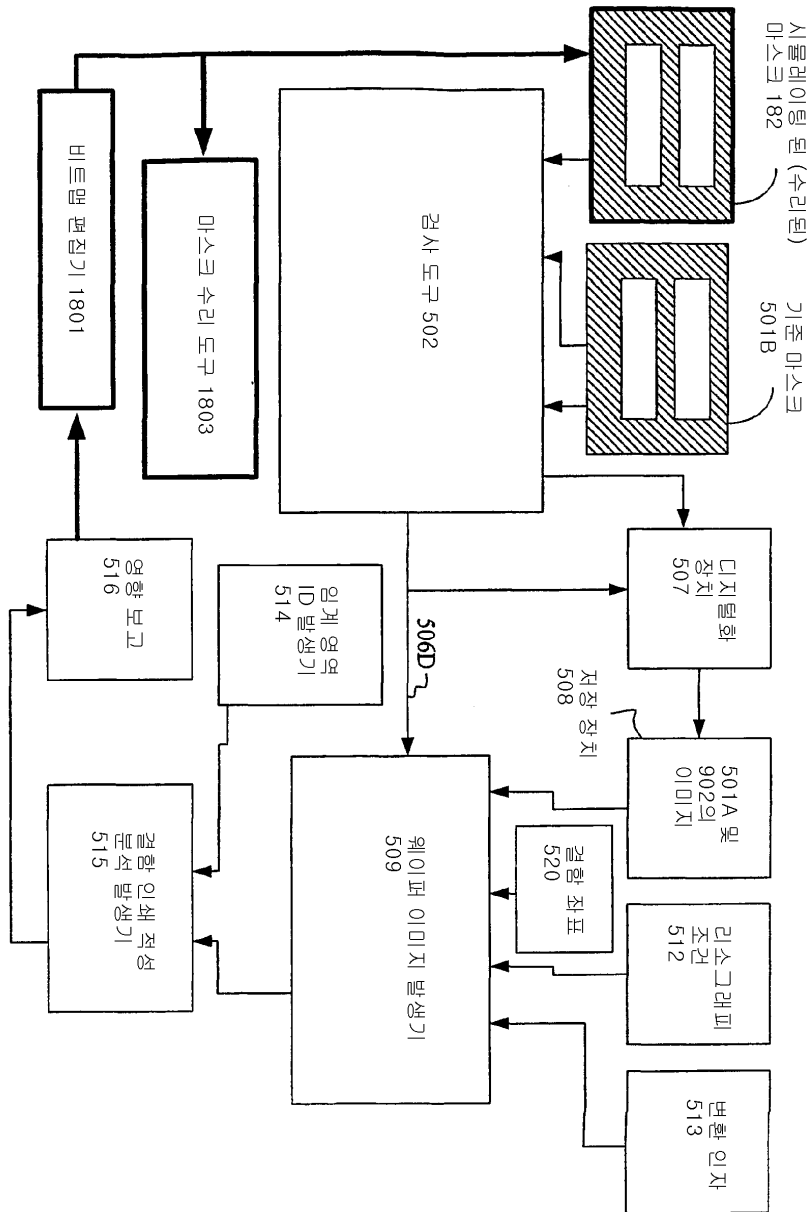 시뮬레이팅 된 (수리된)
마스크 182
기준 마스크
501B
디지털화
장치
507
저장 장치
508
501A 및
902의
이미지
리소그래피
조건
512
변환 인자
513
검사 도구 502
506D
결함 좌표
520
웨이퍼 이미지 발생기
509
마스크 수리 도구 1803
임계 영역
ID 발생기
514
비트맵 편집기 1801
영향 보고
516
결함 인쇄 적성
분석 발생기
515